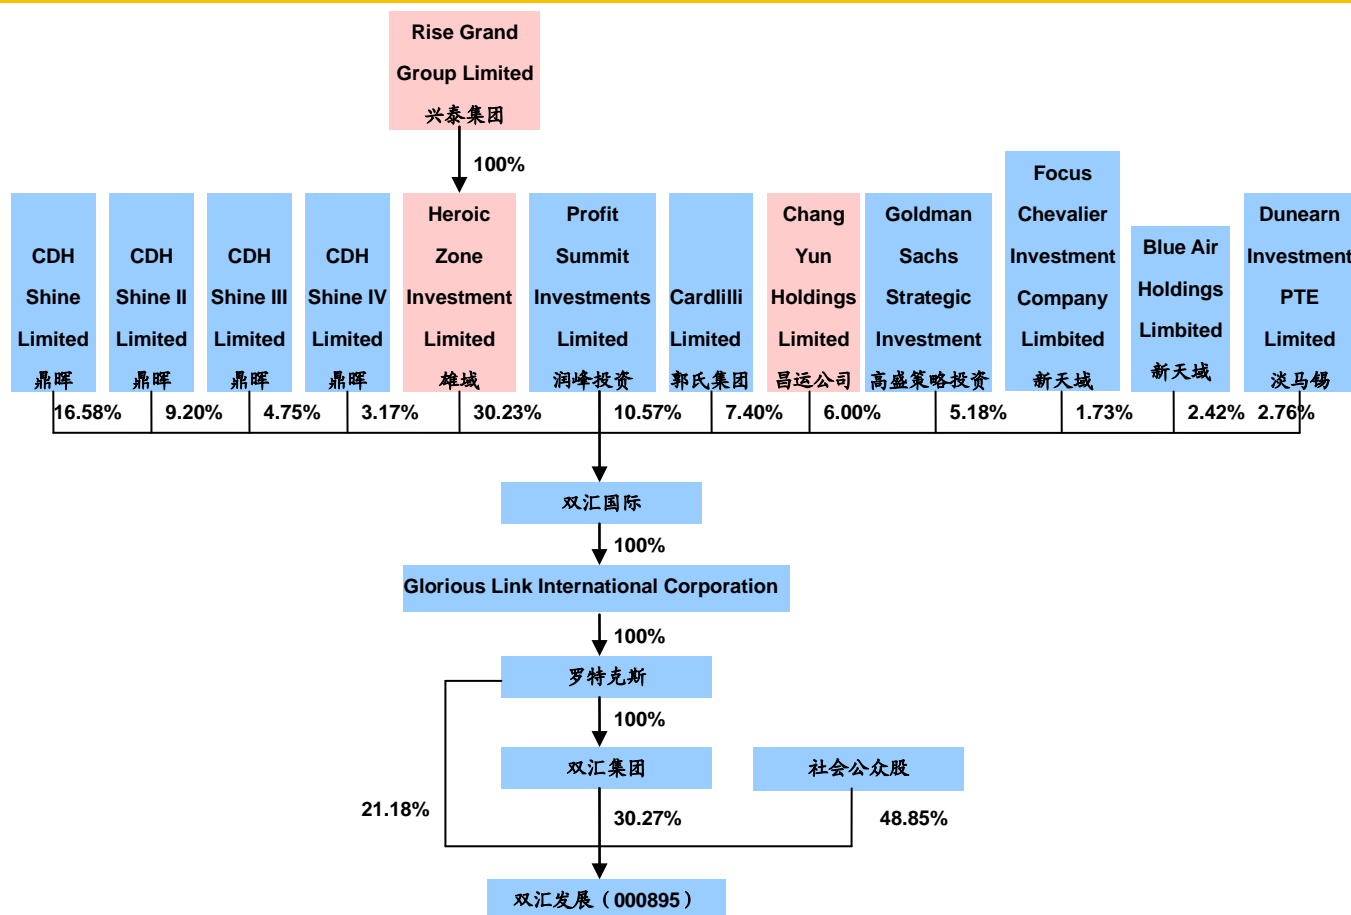 Rise Grand
Group Limited
兴泰集团
100%
CDH
Shine
Limited
鼎晖
CDH
Shine II
Limited
鼎晖
CDH
Shine III
Limited
鼎晖
CDH
Shine IV
Limited
鼎晖
Heroic
Zone
Investment
Limited
雄域
Profit
Summit
Investments
Limited
润峰投资
Cardlilli
Limited
郭氏集团
Chang
Yun
Holdings
Limited
昌运公司
Goldman
Sachs
Strategic
Investment
高盛策略投资
Focus
Chevalier
Investment
Company
Limbited
新天域
Blue Air
Holdings
Limbited
新天域
Dunearn
Investment
PTE
Limited
淡马锡
16.58%
9.20%
4.75%
3.17%
30.23%
10.57%
7.40%
6.00%
5.18%
1.73%
2.42%
2.76%
双汇国际
100%
Glorious Link International Corporation
100%
罗特克斯
100%
双汇集团
社会公众股
21.18%
30.27%
48.85%
双汇发展（000895）